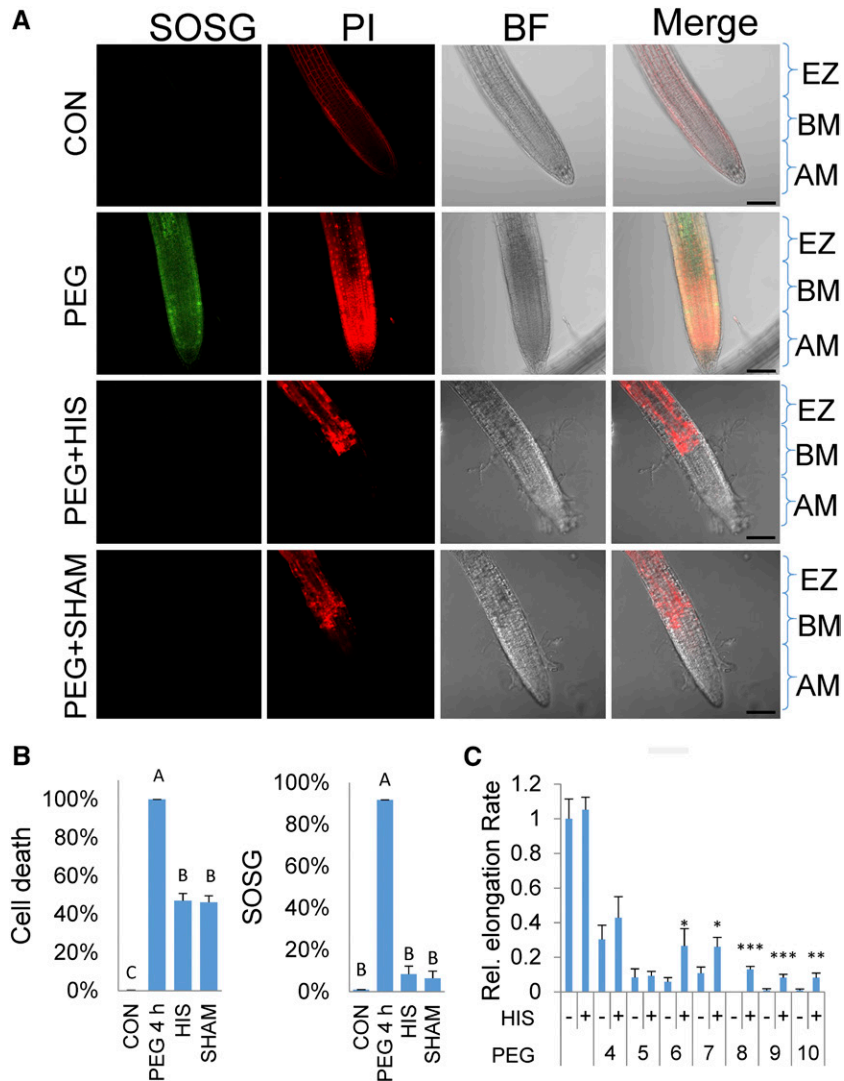 A
SOSG PI BF Merge
CON
EZ
BM
AM
PEG
EZ
BM
AM
PEG+HIS
EZ
BM
AM
PEG+SHAM
EZ
BM
AM
B
Cell death
100%
80%
60%
40%
20%
0%
C A B B
CON PEG 4 h HIS SHAM
SOSG
100%
80%
60%
40%
20%
0%
B A B B
CON PEG 4 h HIS SHAM
C
Rel. elongation Rate
1.2
1
0.8
0.6
0.4
0.2
0
* * *** *** **
HIS - + - + - + - + - + - + - + - +
PEG 4 5 6 7 8 9 10